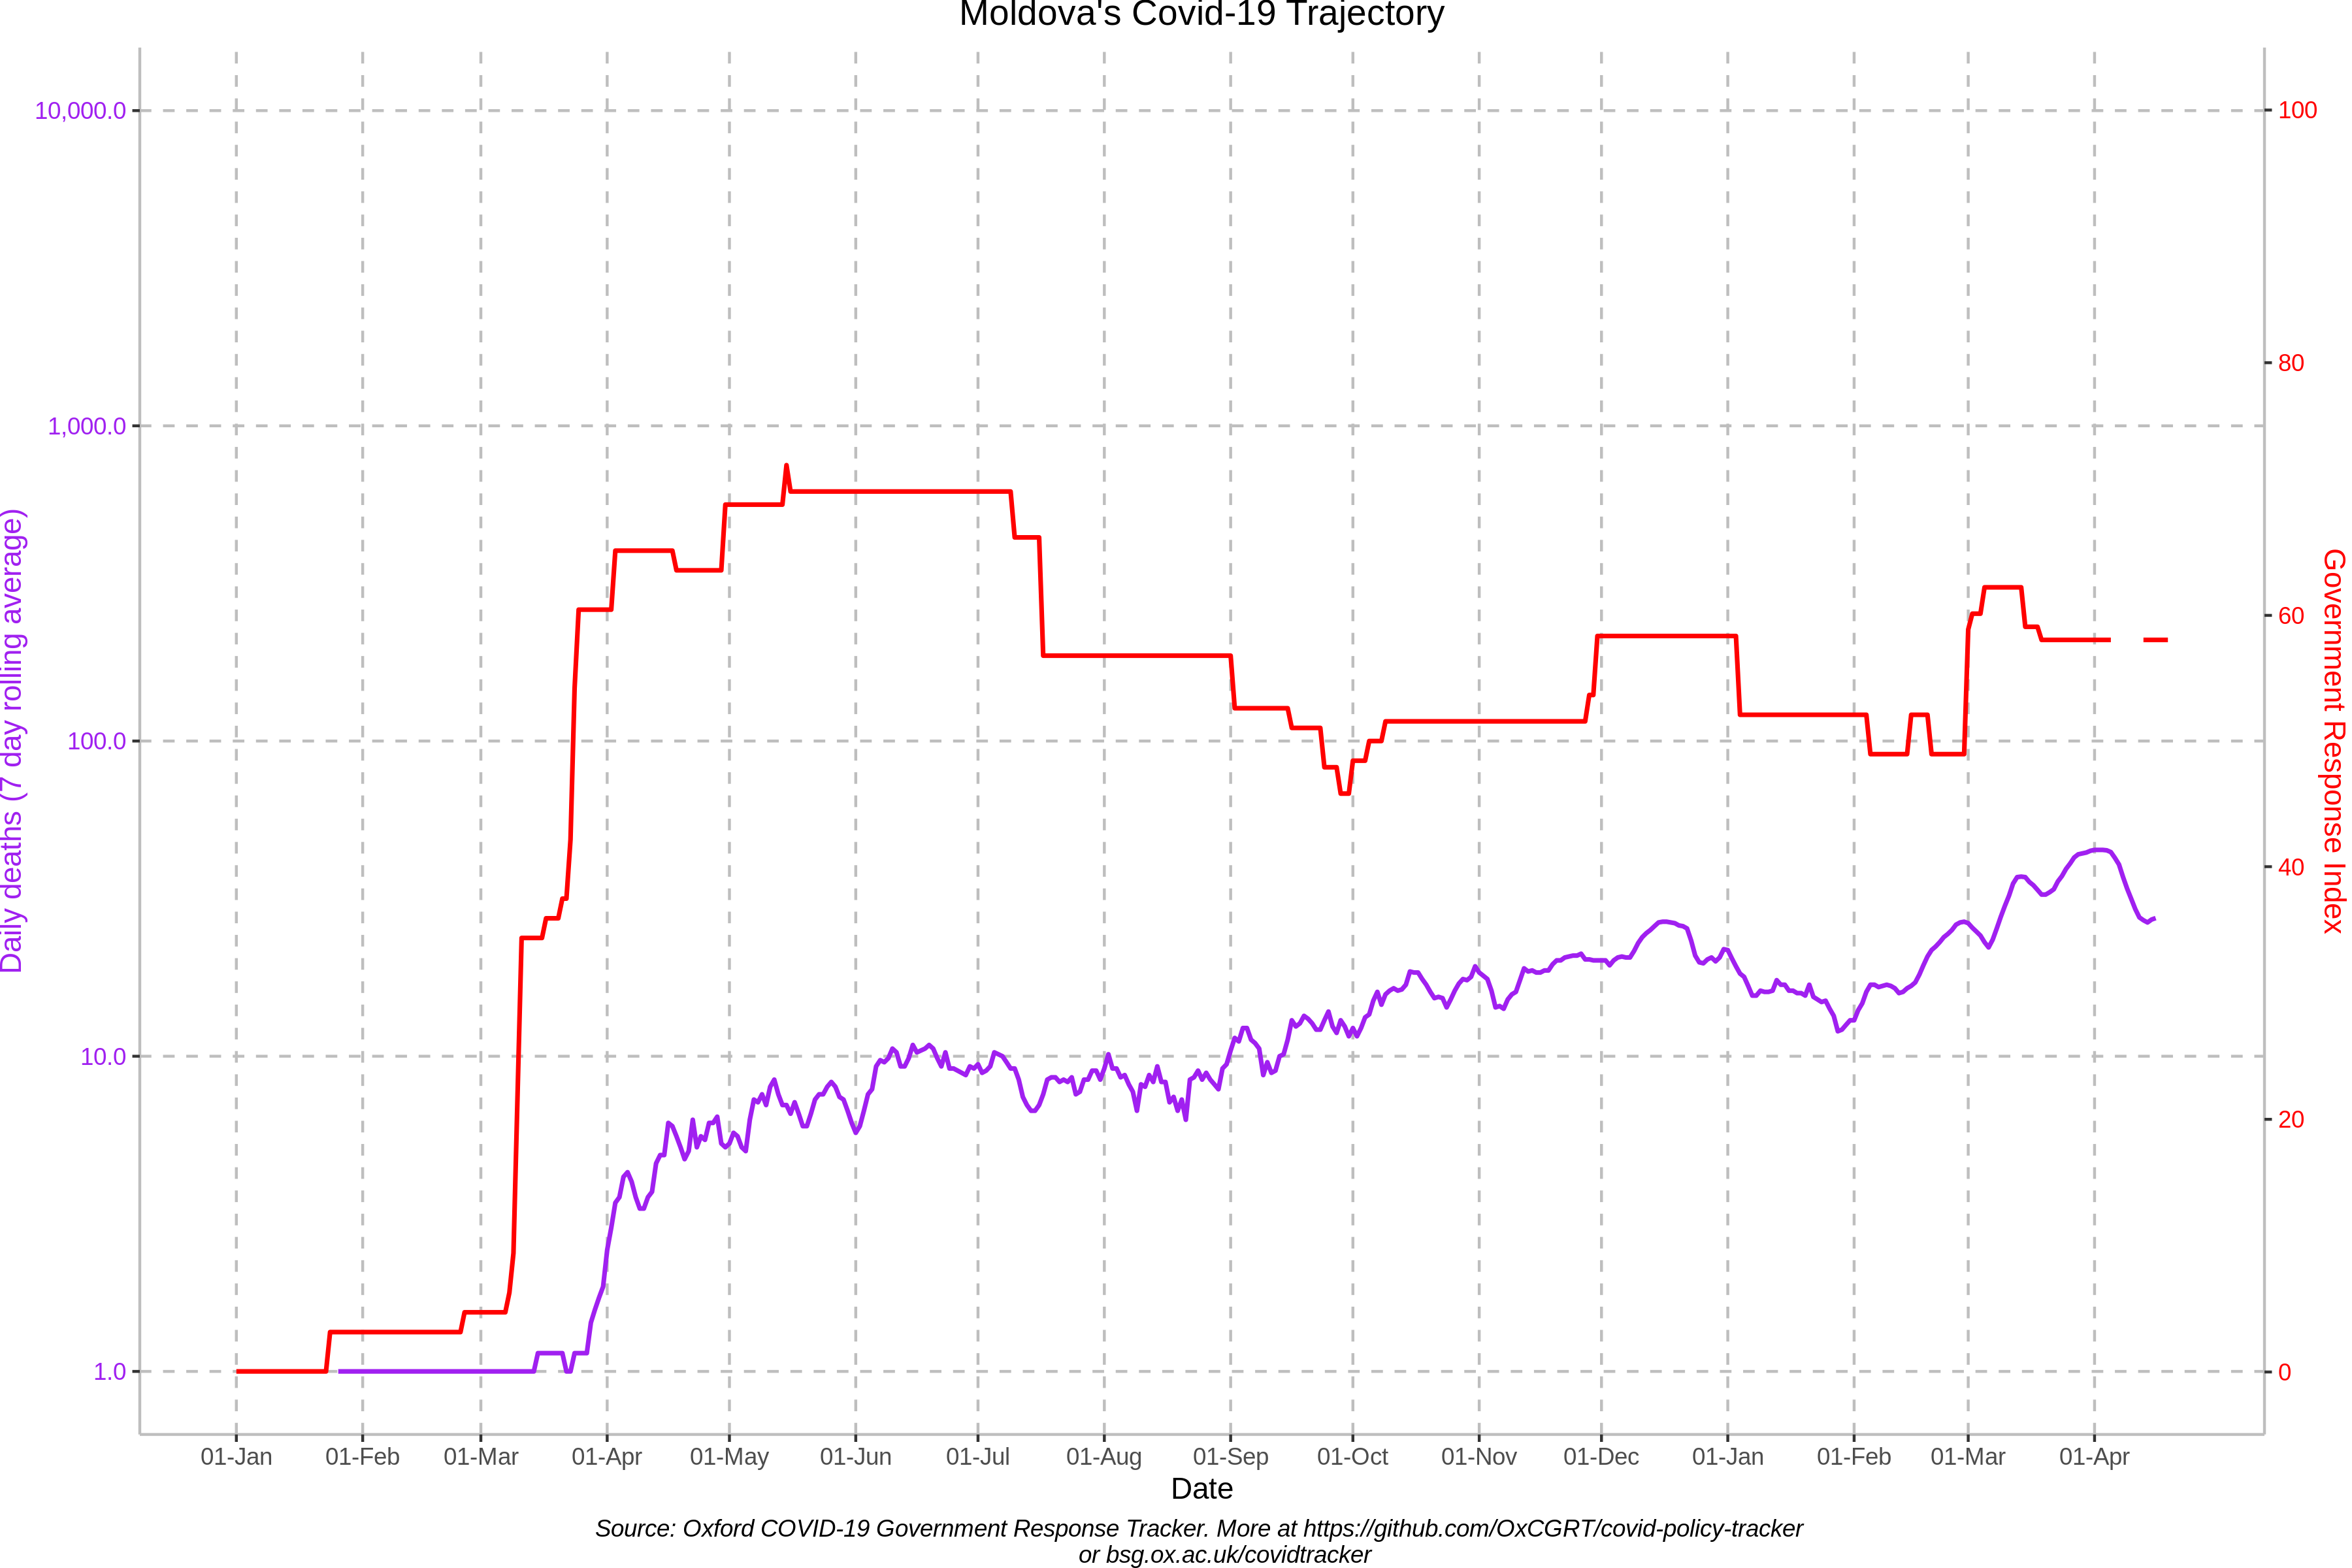 Moldova's Covid-19 Trajectory
10,000.0
1,000.0
100.0
10.0
1.0
Daily deaths (7 day rolling average)
100
80
60
40
20
0
Government Response Index
01-Jan 01-Feb 01-Mar 01-Apr 01-May 01-Jun 01-Jul 01-Aug 01-Sep 01-Oct 01-Nov 01-Dec 01-Jan 01-Feb 01-Mar 01-Apr
Date
Source: Oxford COVID-19 Government Response Tracker. More at https://github.com/OxCGRT/covid-policy-tracker
or bsg.ox.ac.uk/covidtracker